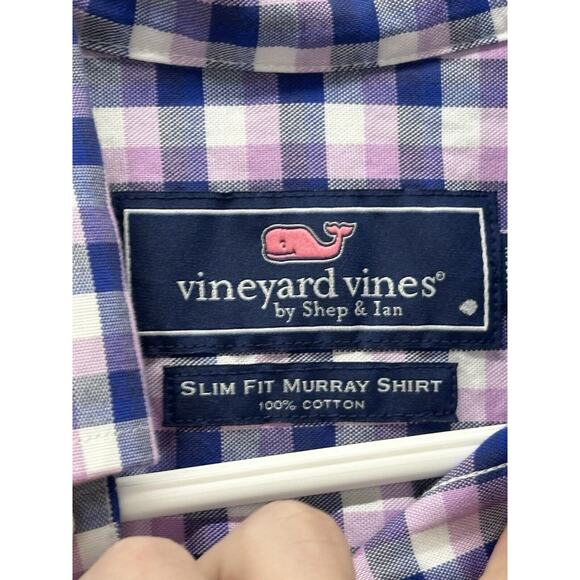 vineyard vines®
by Shep & Ian
SLIM FIT MURRAY SHIRT
100% COTTON